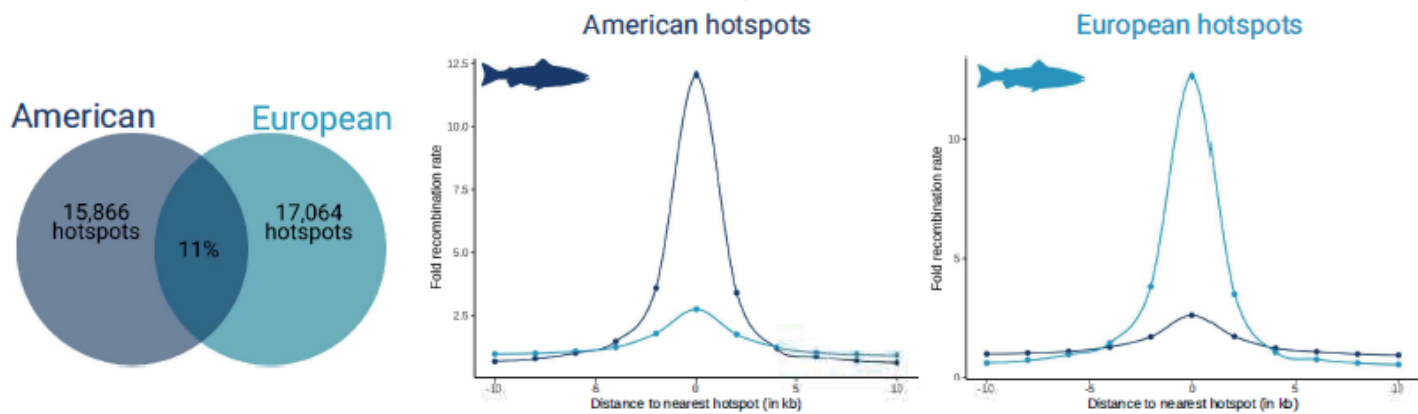 American
European
15,866
hotspots
11%
17,064
hotspots
American hotspots
Fold recombination rate
12.5
10.0
7.5
5.0
2.5
-10
-5
0
5
10
Distance to nearest hotspot (in kb)
European hotspots
Fold recombination rate
10
5
0
-10
-5
0
5
10
Distance to nearest hotspot (in kb)